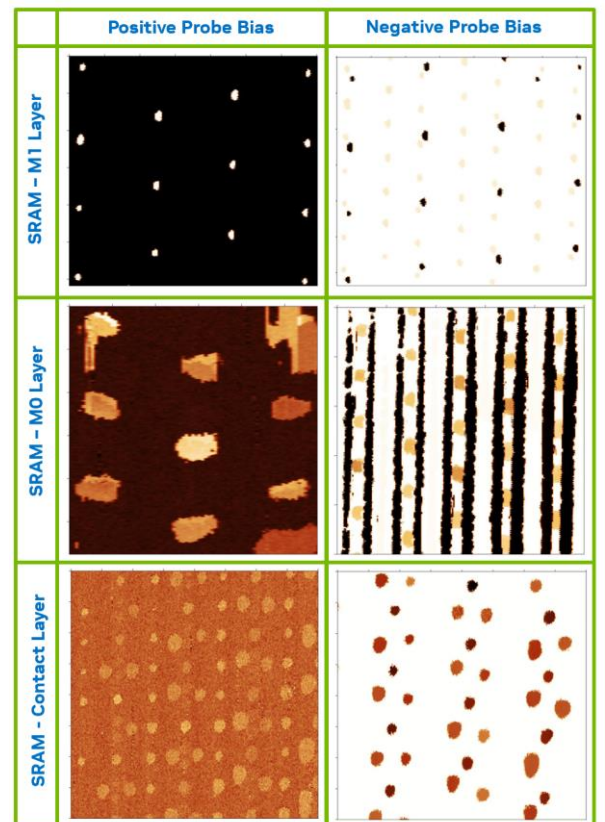 Positive Probe Bias
Negative Probe Bias
SRAM – M1 Layer
SRAM – M0 Layer
SRAM - Contact Layer